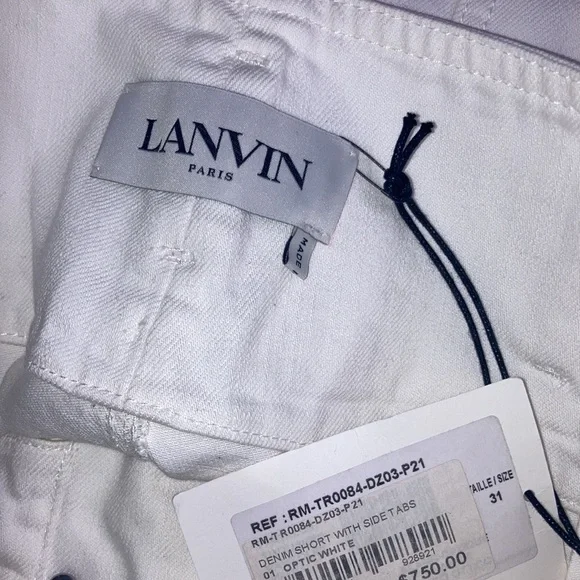 LANVIN
PARIS
MADE
REF : RM-TR0084-DZ03-P21
RM-TR0084-DZ03-P21
TAILLE / SIZE
31
DENIM SHORT WITH SIDE TABS
01 OPTIC WHITE
928921
$750.00